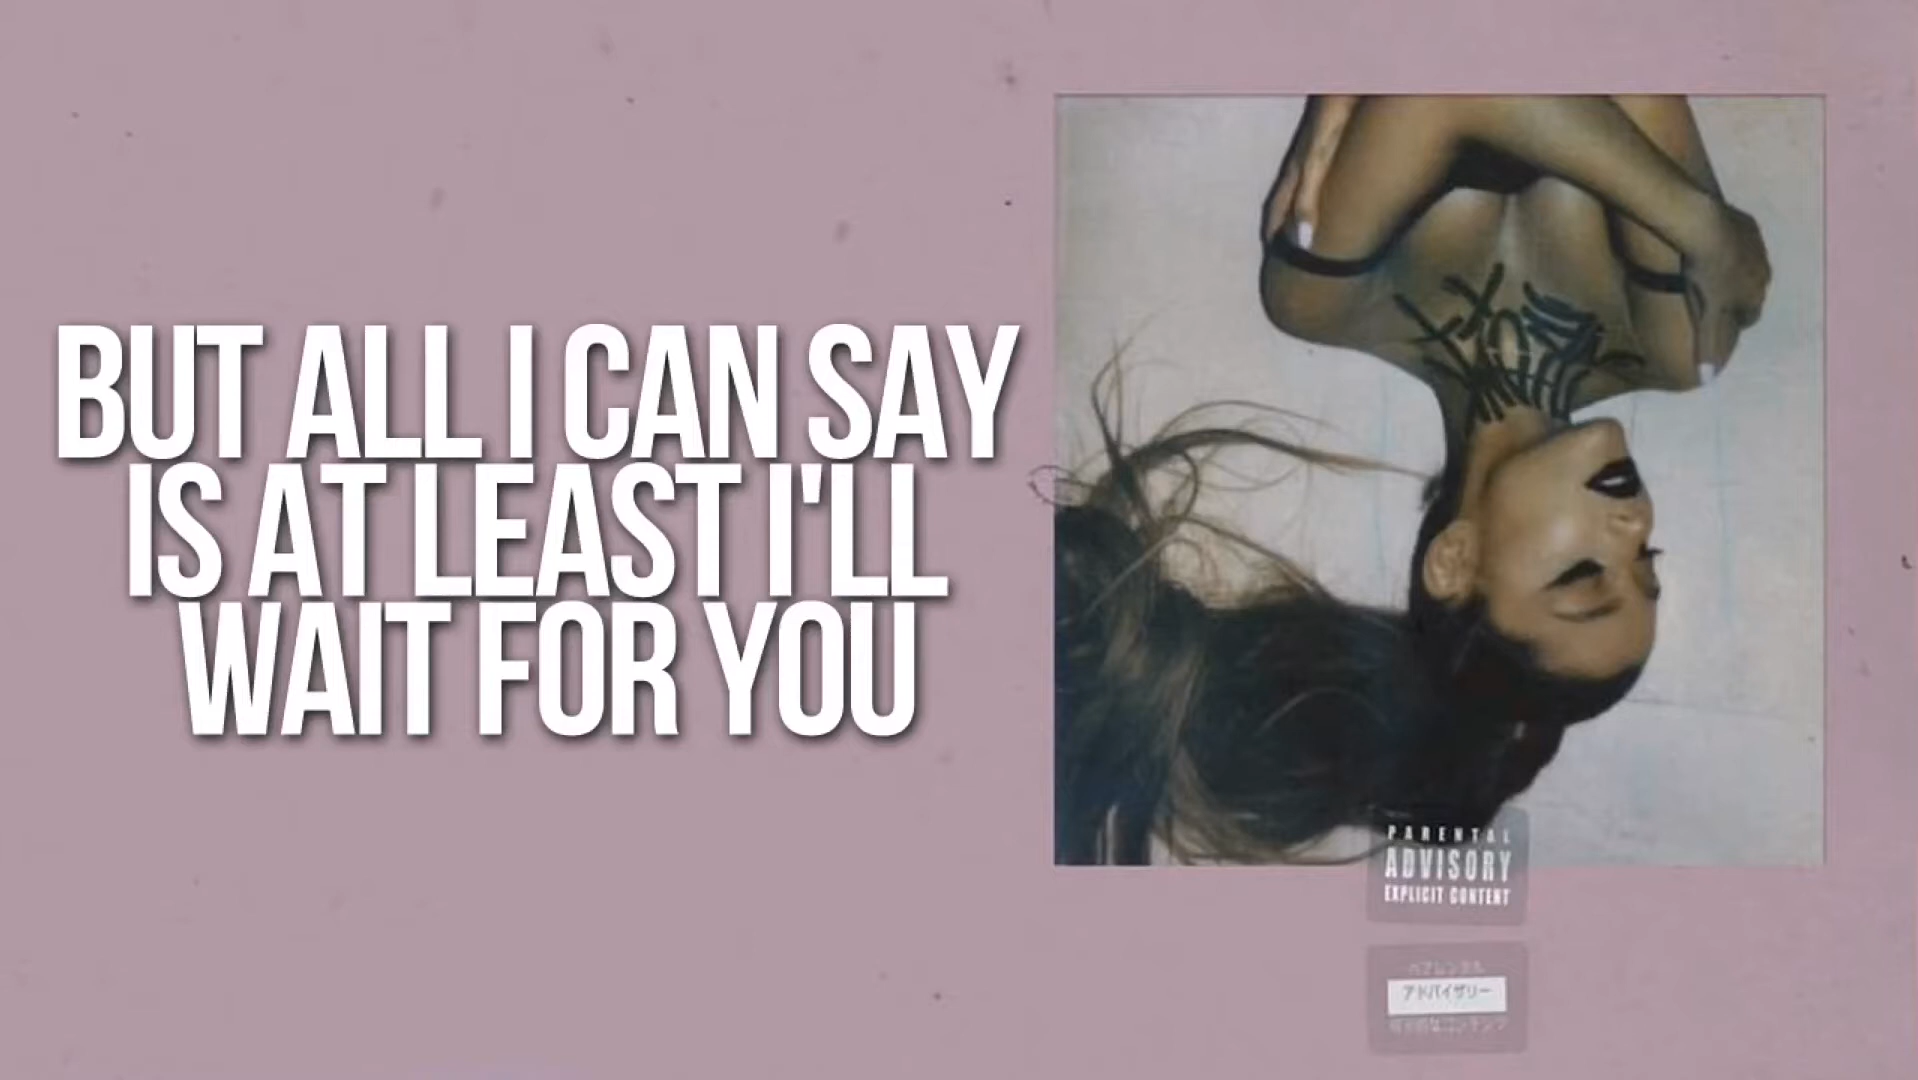 BUT ALL I CAN SAY
IS AT LEAST I'LL
WAIT FOR YOU
PARENTAL
ADVISORY
EXPLICIT CONTENT
アドバイザリー